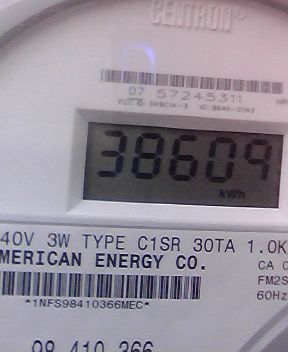 CENTRON®
07 57245311
38609
kWh
40V 3W TYPE C1SR 30TA 1.0K
MERICAN ENERGY CO.
CA 0
FM2S
60Hz
*1NFS98410366MEC*
98 410 366